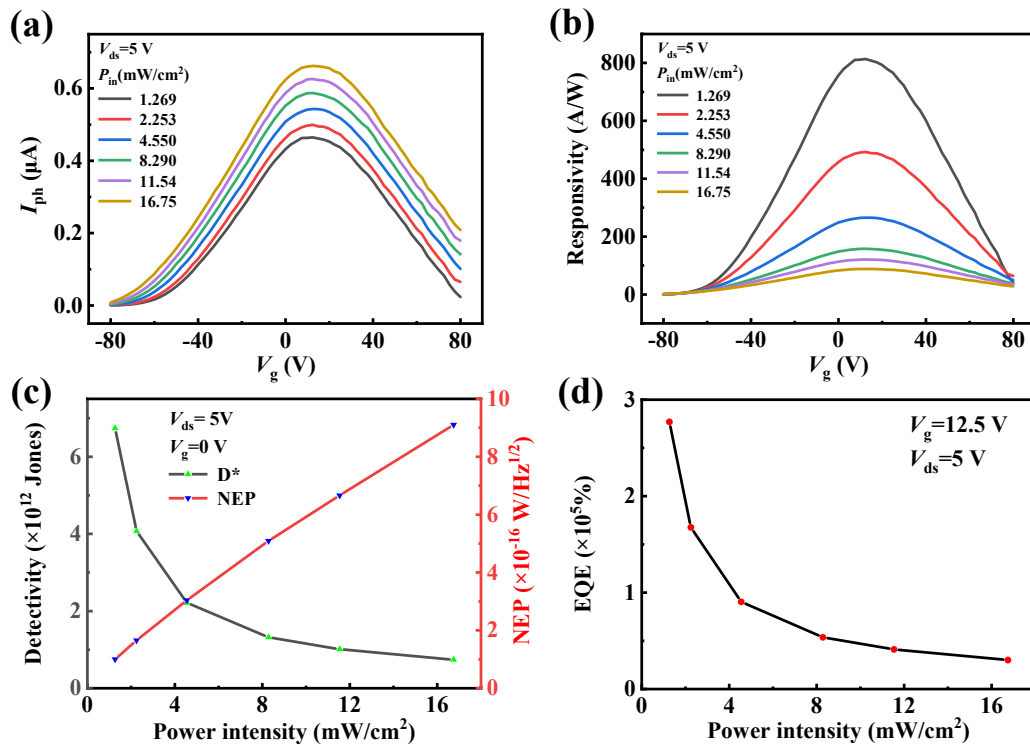 (a)
V_ds=5 V
P_in(mW/cm²)
1.269
2.253
4.550
8.290
11.54
16.75
I_ph (μA)
0.6
0.4
0.2
0.0
-80 -40 0 40 80
V_g (V)
(b)
V_ds=5 V
P_in(mW/cm²)
1.269
2.253
4.550
8.290
11.54
16.75
Responsivity (A/W)
800
600
400
200
0
-80 -40 0 40 80
V_g (V)
(c)
V_ds= 5V
V_g=0 V
D*
NEP
Detectivity (×10¹² Jones)
6
4
2
0
NEP (×10⁻¹⁶ W/Hz^1/2)
10
9
8
7
6
5
4
3
2
1
0
0 4 8 12 16
Power intensity (mW/cm²)
(d)
V_g=12.5 V
V_ds=5 V
EQE (×10⁵%)
3
2
1
0
0 4 8 12 16
Power intensity (mW/cm²)